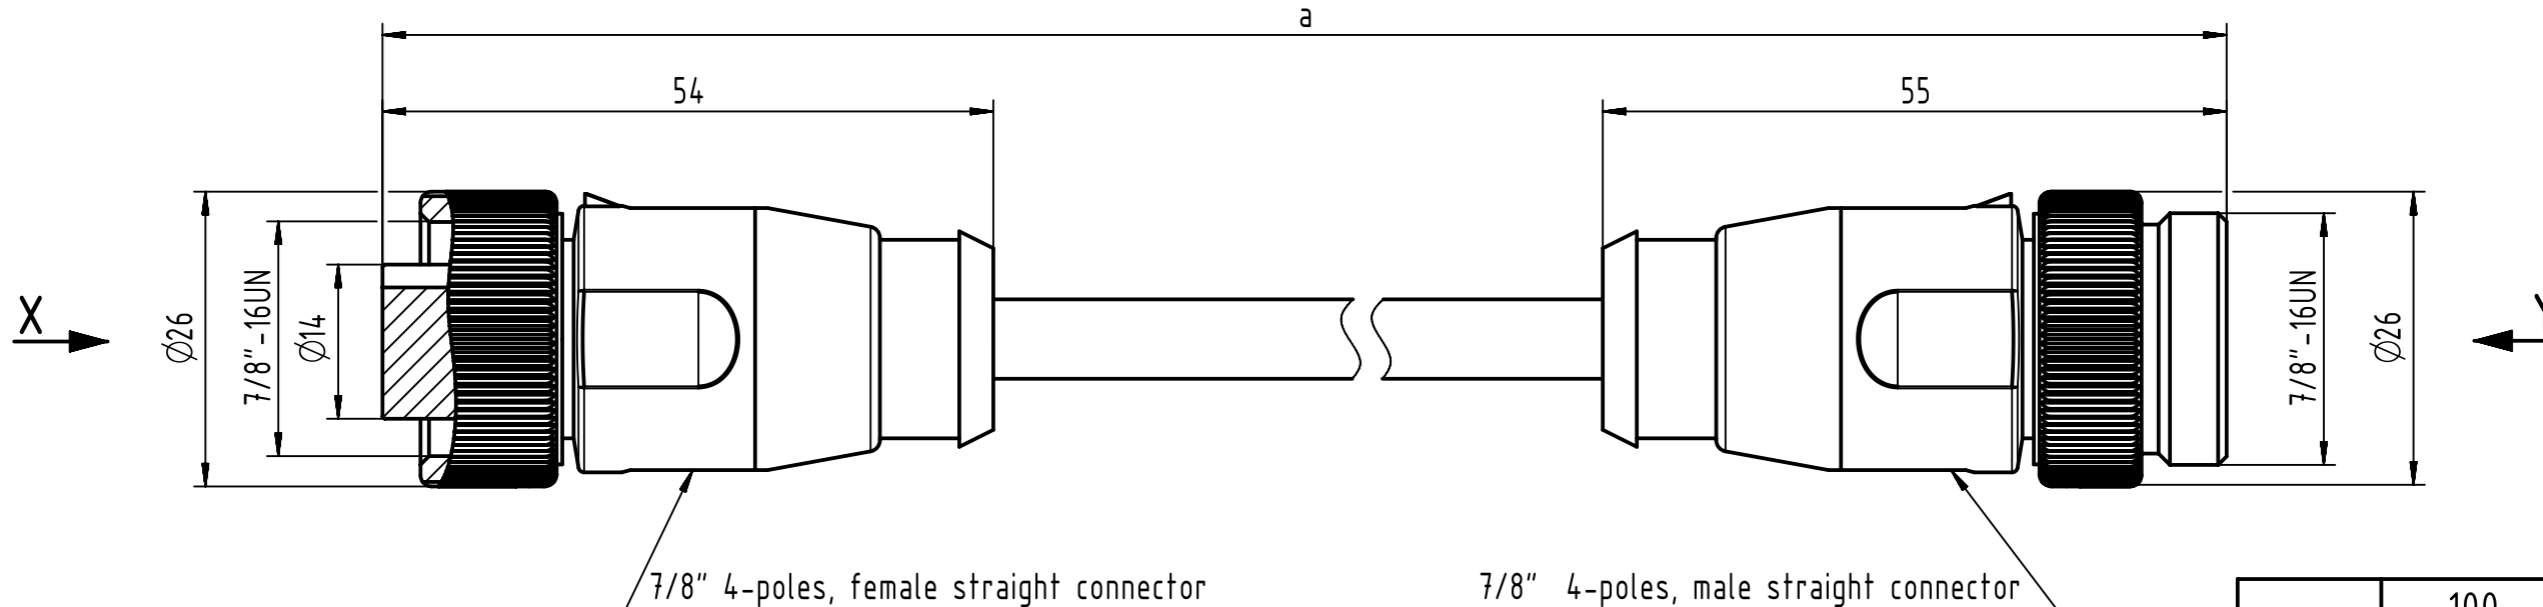 a
54
55
X
Ø26
7/8"-16UN
Ø14
7/8"-16UN
Ø26
7/8" 4-poles, female straight connector
7/8" 4-poles, male straight connector